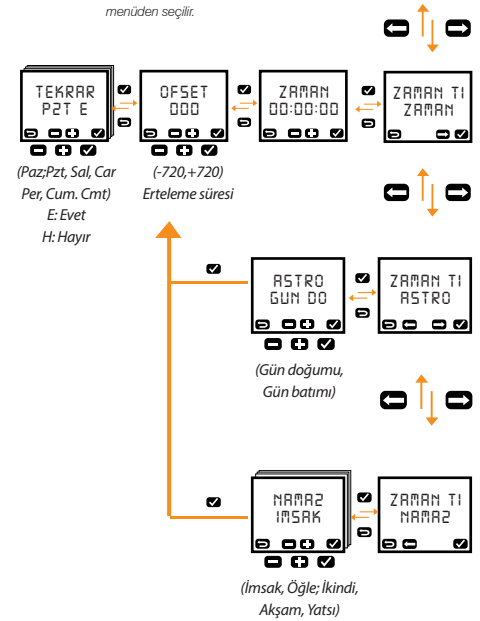 menüden seçilir.
TEKRAR
PZT E
OFSET
000
ZAMAN
00:00:00
ZAMAN TI
ZAMAN
(Paz;Pzt, Sal, Car
Per, Cum. Cmt)
E: Evet
H: Hayır
(-720,+720)
Erteleme süresi
ASTRO
GUN DO
ZAMAN TI
ASTRO
(Gün doğumu,
Gün batımı)
NAMAZ
IMSAK
ZAMAN TI
NAMAZ
(İmsak, Öğle; İkindi,
Akşam, Yatsı)